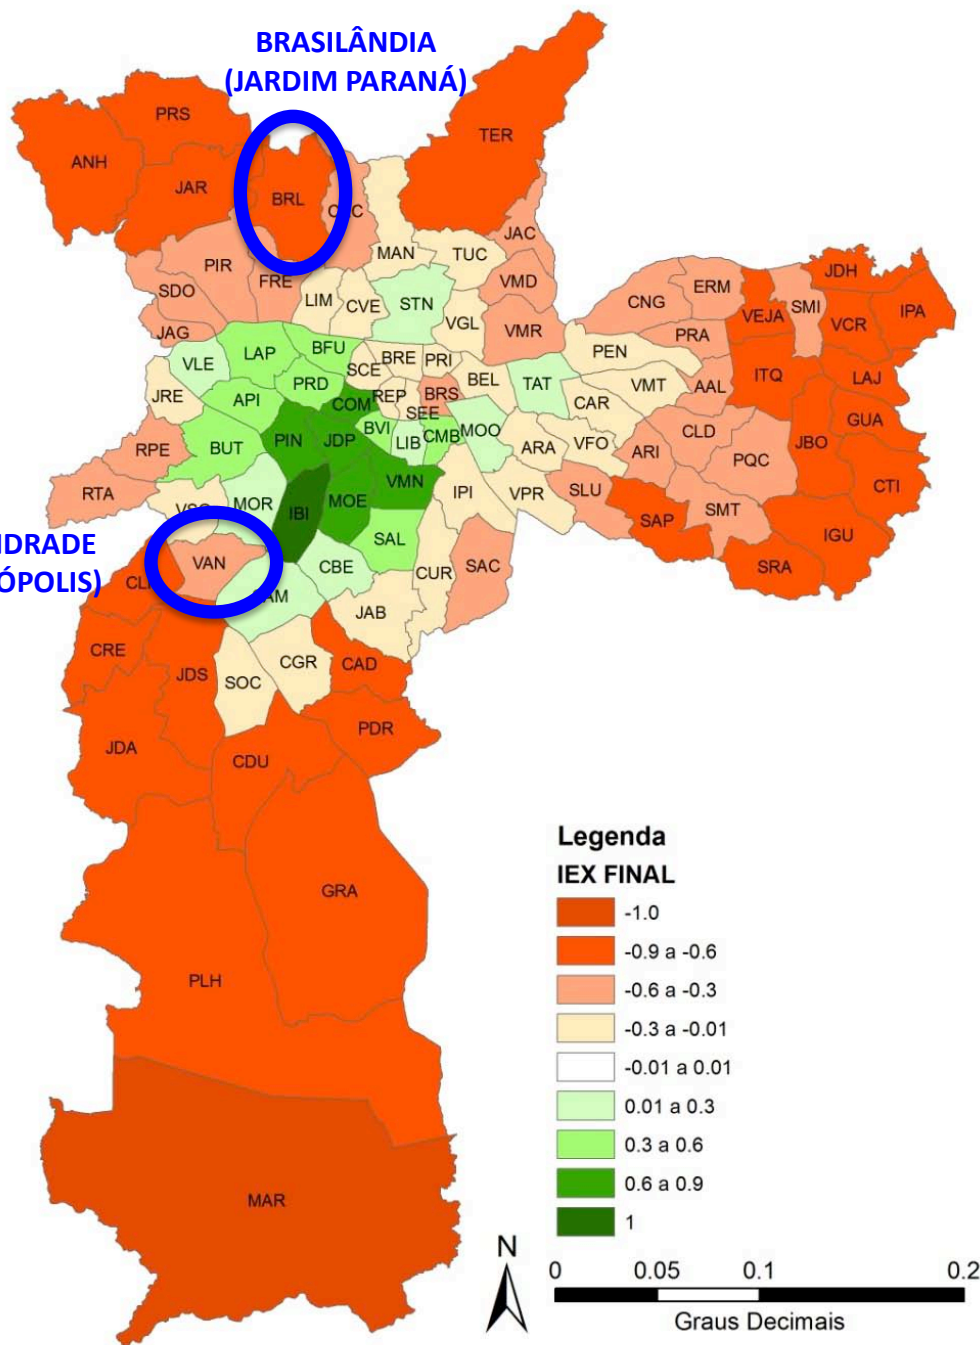 BRASILÂNDIA
(JARDIM PARANÁ)
PRS
TER
ANH
JAR
BRL
JAC
MAN
TUC
PIR
FRE
SDO
LIM
CVE
STN
VMD
VGL
VMR
JAG
CNG
ERM
VEJA
SMI
JDH
VCR
IPA
PRA
VLE
LAP
BFU
SCE
BRE
PRI
PEN
ITQ
LAJ
JRE
API
PRD
COM
REP
SEE
BRS
BEL
TAT
CAR
VMT
AAL
GUA
RPE
BUT
PIN
JDP
BVI
LIB
CMB
MOO
ARA
VFO
ARI
CLD
PQC
JBO
CTI
RTA
MOR
IBI
MOE
VMN
IPI
VPR
SLU
SAP
SMT
IGU
SRA
NDRADE
ÓPOLIS)
VAN
SAL
CBE
CUR
SAC
JAB
CRE
JDS
SOC
CGR
CAD
JDA
CDU
PDR
GRA
PLH
MAR
Legenda
IEX FINAL
-1.0
-0.9 a -0.6
-0.6 a -0.3
-0.3 a -0.01
-0.01 a 0.01
0.01 a 0.3
0.3 a 0.6
0.6 a 0.9
1
N
0 0.05 0.1 0.2
Graus Decimais